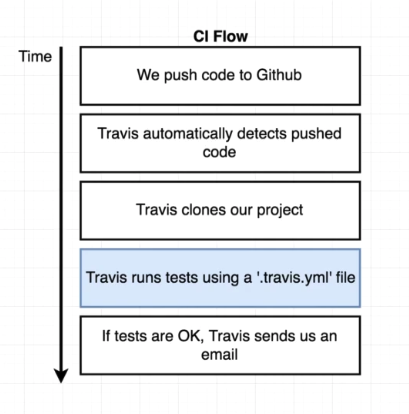 CI Flow
Time
We push code to Github
Travis automatically detects pushed
code
Travis clones our project
Travis runs tests using a '.travis.yml' file
If tests are OK, Travis sends us an
email